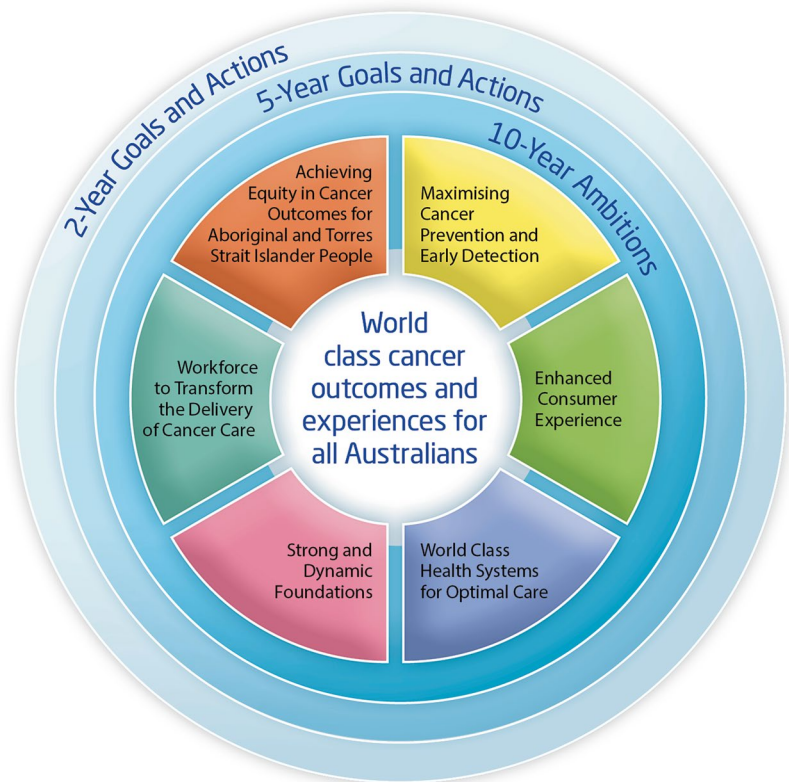 2-Year Goals and Actions
5-Year Goals and Actions
10-Year Ambitions
Achieving
Equity in Cancer
Outcomes for
Aboriginal and Torres
Strait Islander People
Maximising
Cancer
Prevention and
Early Detection
Enhanced
Consumer
Experience
World Class
Health Systems
for Optimal Care
Strong and
Dynamic
Foundations
Workforce
to Transform
the Delivery
of Cancer Care
World
class cancer
outcomes and
experiences for
all Australians